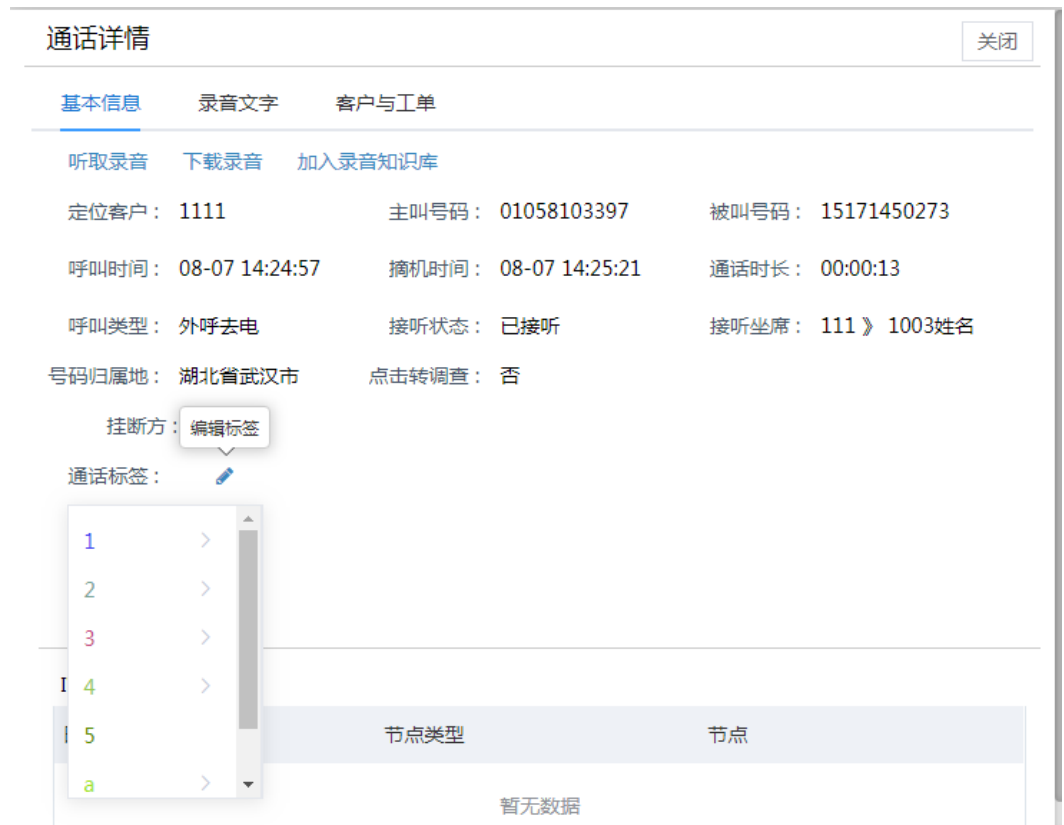 通话详情 关闭
基本信息 录音文字 客户与工单
听取录音 下载录音 加入录音知识库
定位客户： 1111 主叫号码： 01058103397 被叫号码： 15171450273
呼叫时间： 08-07 14:24:57 摘机时间： 08-07 14:25:21 通话时长： 00:00:13
呼叫类型： 外呼去电 接听状态： 已接听 接听坐席： 111 》 1003姓名
号码归属地： 湖北省武汉市 点击转调查： 否
挂断方： 编辑标签
通话标签：
1
2
3
I 4
5 节点类型 节点
a
暂无数据